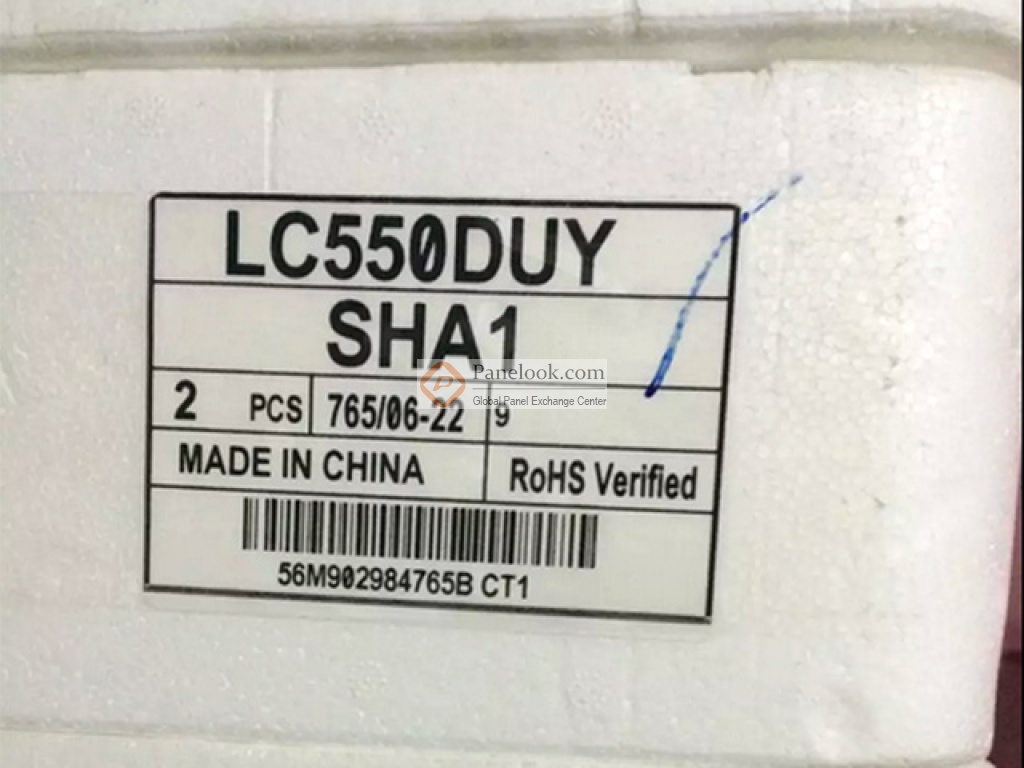 LC550DUY
SHA1
Panelook.com
Global Panel Exchange Center
2 PCS 765/06-22 9
MADE IN CHINA RoHS Verified
56M902984765B CT1